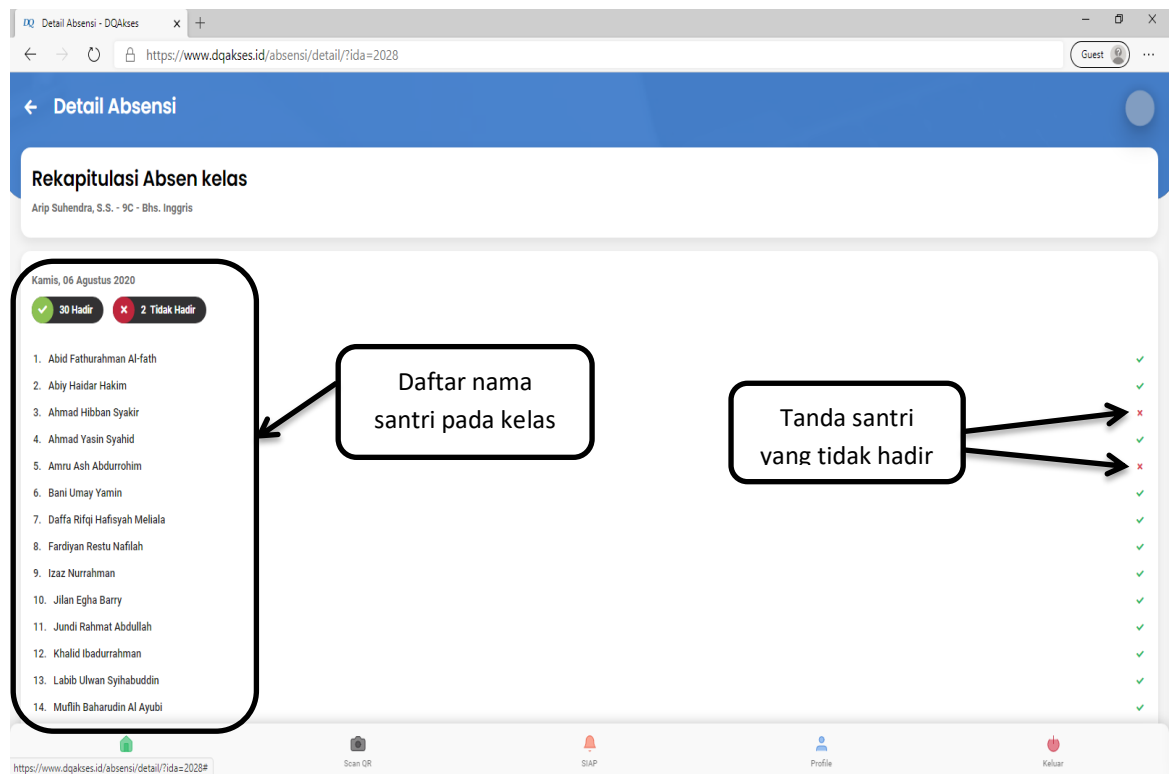 DQ Detail Absensi - DQAkses
https://www.dqakses.id/absensi/detail/?ida=2028
Guest
Detail Absensi
Rekapitulasi Absen kelas
Arip Suhendra, S.S. - 9C - Bhs. Inggris
Kamis, 06 Agustus 2020
30 Hadir 2 Tidak Hadir
1. Abid Fathurahman Al-fath
2. Abiy Haidar Hakim
3. Ahmad Hibban Syakir
4. Ahmad Yasin Syahid
5. Amru Ash Abdurrohim
6. Bani Umay Yamin
7. Daffa Rifqi Hafisyah Meliala
8. Fardiyan Restu Nafilah
9. Izaz Nurrahman
10. Jilan Egha Barry
11. Jundi Rahmat Abdullah
12. Khalid Ibadurrahman
13. Labib Ulwan Syihabuddin
14. Muflih Baharudin Al Ayubi
Daftar nama
santri pada kelas
Tanda santri
yang tidak hadir
Scan QR
SIAP
Profile
Keluar
https://www.dqakses.id/absensi/detail/?ida=2028#